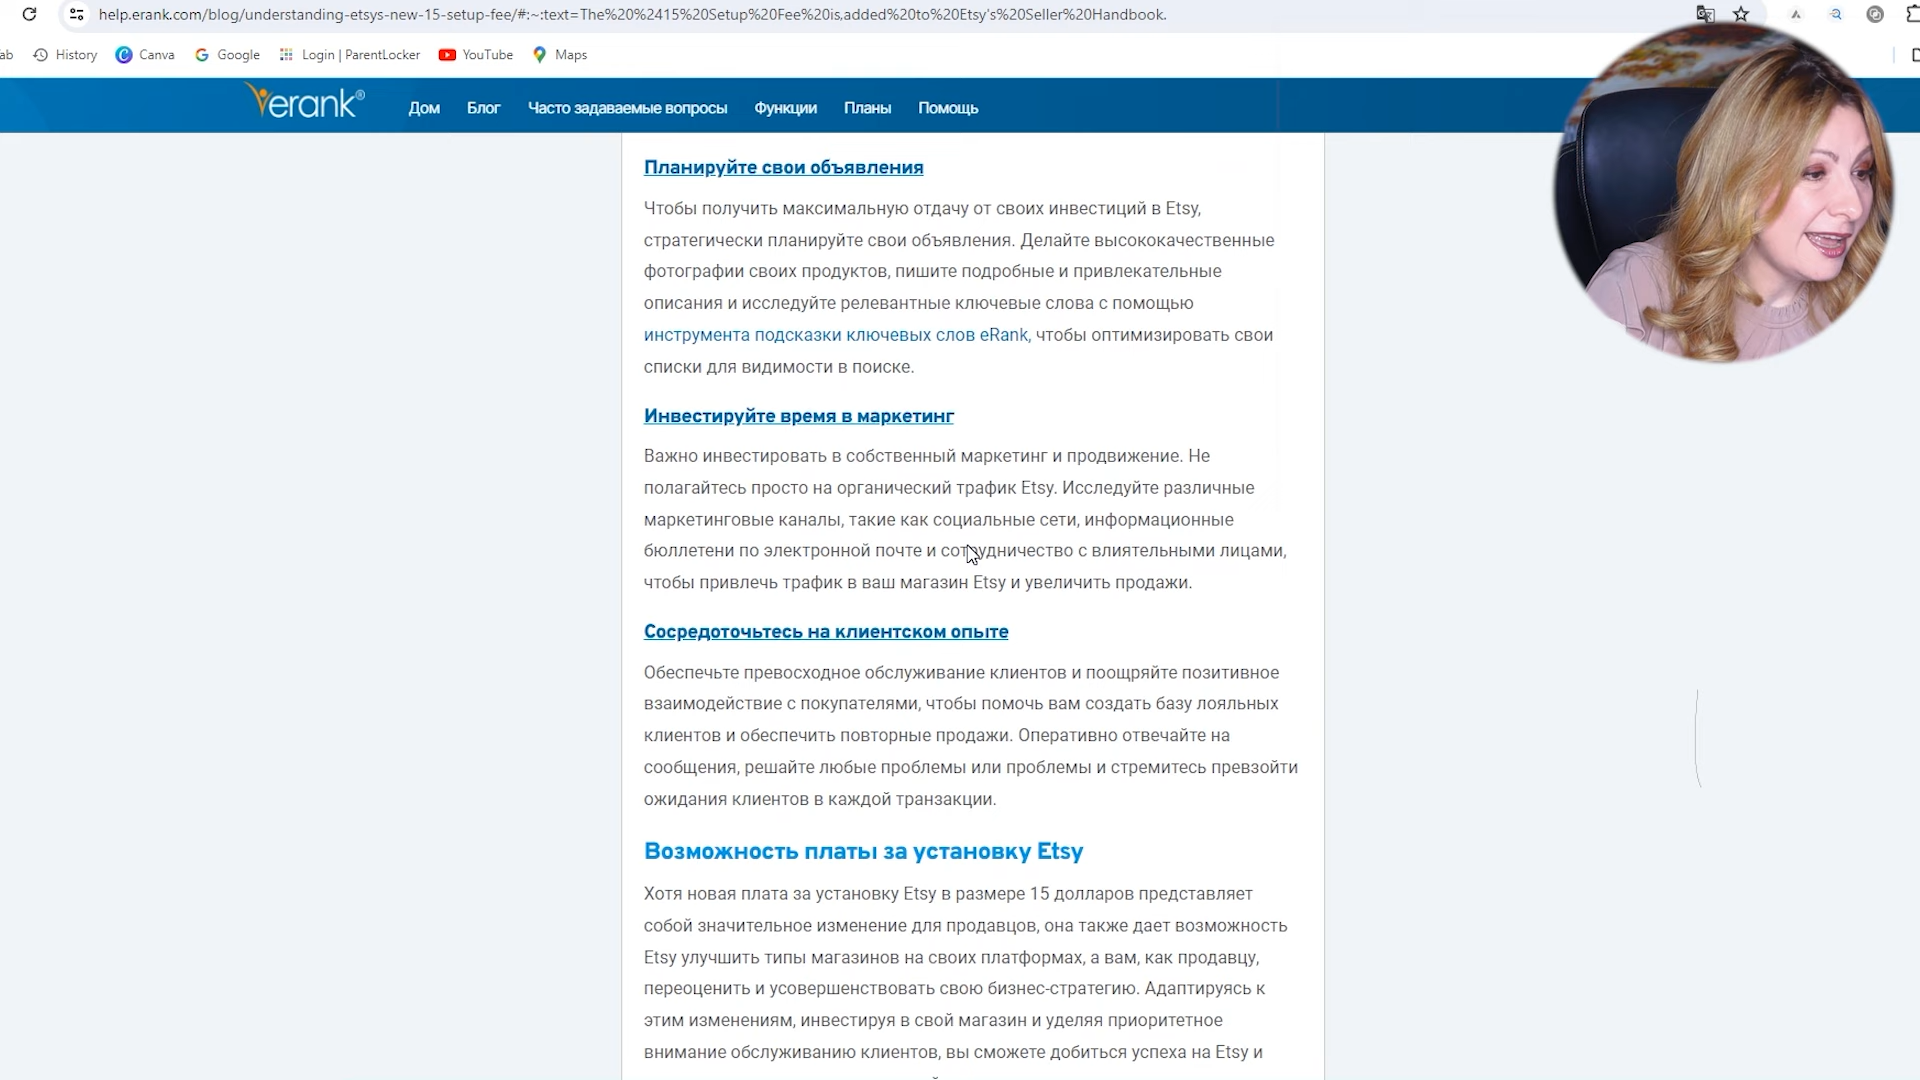 help.erank.com/blog/understanding-etsys-new-15-setup-fee/#:~:text=The%20%2415%20Setup%20Fee%20is,added%20to%20Etsy's%20Seller%20Handbook.
ab History Canva Google Login | ParentLocker YouTube Maps
erank® Дом Блог Часто задаваемые вопросы Функции Планы Помощь
Планируйте свои объявления
Чтобы получить максимальную отдачу от своих инвестиций в Etsy,
стратегически планируйте свои объявления. Делайте высококачественные
фотографии своих продуктов, пишите подробные и привлекательные
описания и исследуйте релевантные ключевые слова с помощью
инструмента подсказки ключевых слов eRank, чтобы оптимизировать свои
списки для видимости в поиске.
Инвестируйте время в маркетинг
Важно инвестировать в собственный маркетинг и продвижение. Не
полагайтесь просто на органический трафик Etsy. Исследуйте различные
маркетинговые каналы, такие как социальные сети, информационные
бюллетени по электронной почте и сотрудничество с влиятельными лицами,
чтобы привлечь трафик в ваш магазин Etsy и увеличить продажи.
Сосредоточьтесь на клиентском опыте
Обеспечьте превосходное обслуживание клиентов и поощряйте позитивное
взаимодействие с покупателями, чтобы помочь вам создать базу лояльных
клиентов и обеспечить повторные продажи. Оперативно отвечайте на
сообщения, решайте любые проблемы или проблемы и стремитесь превзойти
ожидания клиентов в каждой транзакции.
Возможность платы за установку Etsy
Хотя новая плата за установку Etsy в размере 15 долларов представляет
собой значительное изменение для продавцов, она также дает возможность
Etsy улучшить типы магазинов на своих платформах, а вам, как продавцу,
переоценить и усовершенствовать свою бизнес-стратегию. Адаптируясь к
этим изменениям, инвестируя в свой магазин и уделяя приоритетное
внимание обслуживанию клиентов, вы сможете добиться успеха на Etsy и